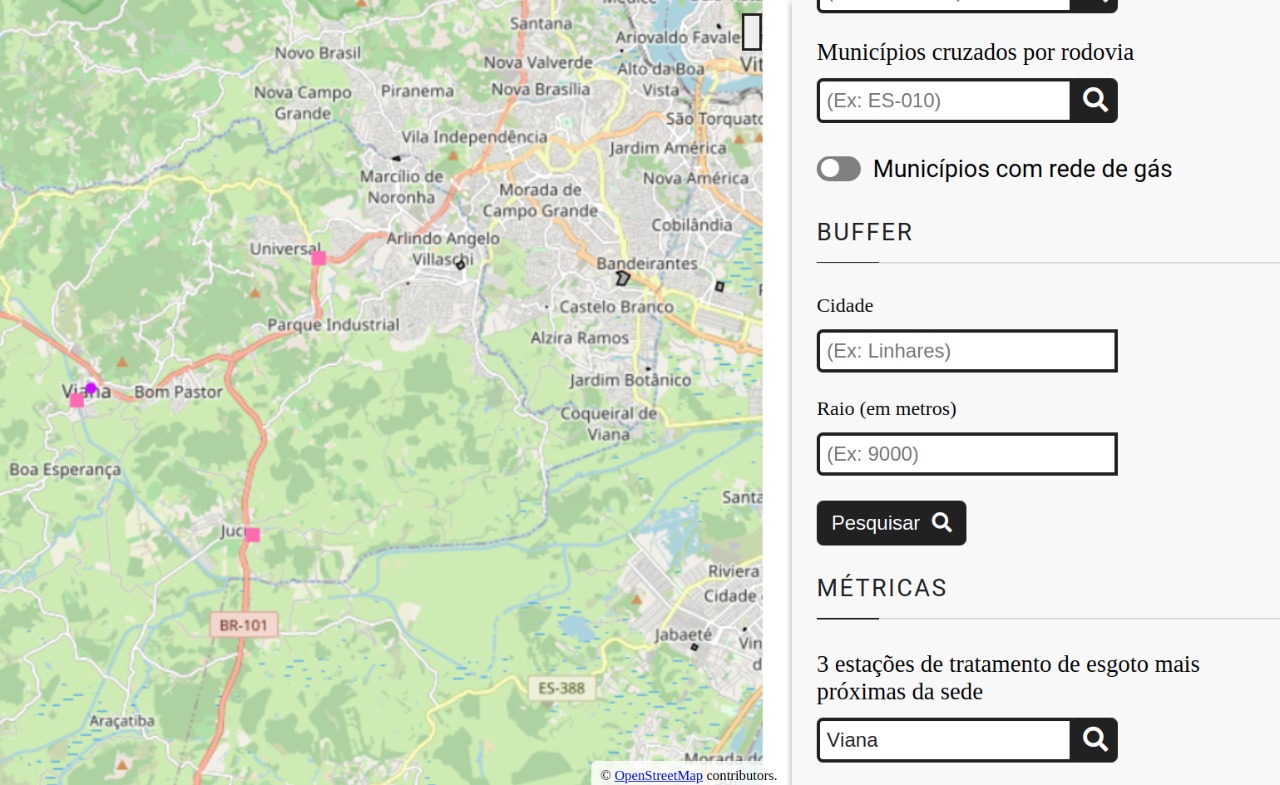 Santana
Ariovaldo Favale
Novo Brasil
Nova Valverde
Alto da Boa
Vista
Vit
Nova Campo
Grande
Piranema
Nova Brasília
São Torquato
Vila Independência
Jardim América
Marcílio de
Noronha
Nova América
Morada de
Campo Grande
Cobilândia
Universal
Arlindo Angelo
Villaschi
Bandeirantes
Castelo Branco
Parque Industrial
Alzira Ramos
Jardim Botânico
Viana
Bom Pastor
Coqueiral de
Viana
Boa Esperança
Santa
Jucu
Riviera
Cidade
BR-101
Jabaeté
Vin
d
ES-388
Araçatiba
Morada do
© OpenStreetMap contributors.
Municípios cruzados por rodovia
(Ex: ES-010)
Municípios com rede de gás
BUFFER
Cidade
(Ex: Linhares)
Raio (em metros)
(Ex: 9000)
Pesquisar
MÉTRICAS
3 estações de tratamento de esgoto mais
próximas da sede
Viana